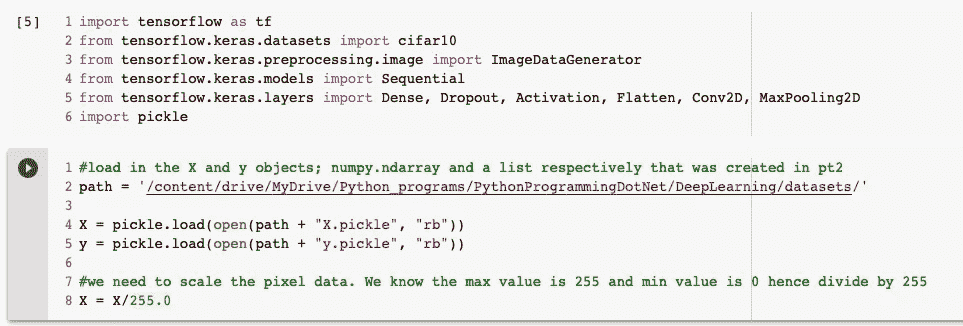 [5] 1 import tensorflow as tf
2 from tensorflow.keras.datasets import cifar10
3 from tensorflow.keras.preprocessing.image import ImageDataGenerator
4 from tensorflow.keras.models import Sequential
5 from tensorflow.keras.layers import Dense, Dropout, Activation, Flatten, Conv2D, MaxPooling2D
6 import pickle
1 #load in the X and y objects; numpy.ndarray and a list respectively that was created in pt2
2 path = '/content/drive/MyDrive/Python_programs/PythonProgrammingDotNet/DeepLearning/datasets/'
3
4 X = pickle.load(open(path + "X.pickle", "rb"))
5 y = pickle.load(open(path + "y.pickle", "rb"))
6
7 #we need to scale the pixel data. We know the max value is 255 and min value is 0 hence divide by 255
8 X = X/255.0